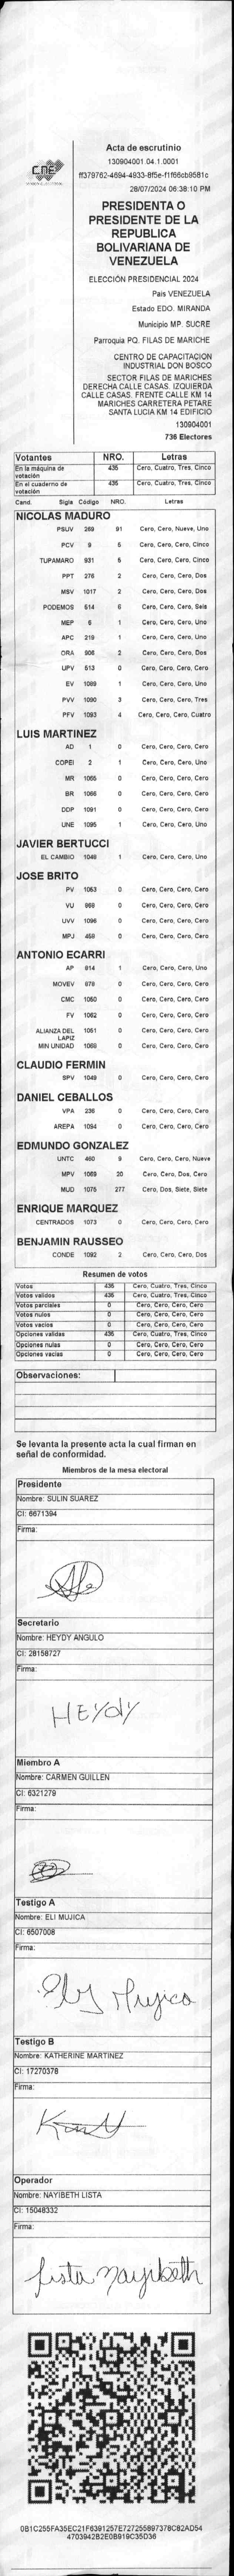 CNE
Acta de escrutinio
130904001.04.1.0001
ff379762-4694-4933-8f5e-f1f66cb9581c
28/07/2024 06:38:10 PM
PRESIDENTA O
PRESIDENTE DE LA
REPUBLICA
BOLIVARIANA DE
VENEZUELA
ELECCIÓN PRESIDENCIAL 2024
Pais VENEZUELA
Estado EDO. MIRANDA
Municipio MP. SUCRE
Parroquia PQ. FILAS DE MARICHE
CENTRO DE CAPACITACION
INDUSTRIAL DON BOSCO
SECTOR FILAS DE MARICHES
DERECHA CALLE CASAS. IZQUIERDA
CALLE CASAS. FRENTE CALLE KM 14
MARICHES CARRETERA PETARE
SANTA LUCIA KM 14 EDIFICIO
130904001
736 Electores
Votantes NRO. Letras
En la máquina de votación 435 Cero, Cuatro, Tres, Cinco
En el cuaderno de votación 435 Cero, Cuatro, Tres, Cinco
Cand. Sigla Código NRO. Letras
NICOLAS MADURO
PSUV 269 91 Cero, Cero, Nueve, Uno
PCV 9 5 Cero, Cero, Cero, Cinco
TUPAMARO 931 5 Cero, Cero, Cero, Cinco
PPT 276 2 Cero, Cero, Cero, Dos
MSV 1017 2 Cero, Cero, Cero, Dos
PODEMOS 514 6 Cero, Cero, Cero, Seis
MEP 6 1 Cero, Cero, Cero, Uno
APC 219 1 Cero, Cero, Cero, Uno
ORA 906 2 Cero, Cero, Cero, Dos
UPV 513 0 Cero, Cero, Cero, Cero
EV 1089 1 Cero, Cero, Cero, Uno
PVV 1090 3 Cero, Cero, Cero, Tres
PFV 1093 4 Cero, Cero, Cero, Cuatro
LUIS MARTINEZ
AD 1 0 Cero, Cero, Cero, Cero
COPEI 2 1 Cero, Cero, Cero, Uno
MR 1065 0 Cero, Cero, Cero, Cero
BR 1066 0 Cero, Cero, Cero, Cero
DDP 1091 0 Cero, Cero, Cero, Cero
UNE 1095 1 Cero, Cero, Cero, Uno
JAVIER BERTUCCI
EL CAMBIO 1048 1 Cero, Cero, Cero, Uno
JOSE BRITO
PV 1053 0 Cero, Cero, Cero, Cero
VU 969 0 Cero, Cero, Cero, Cero
UVV 1096 0 Cero, Cero, Cero, Cero
MPJ 459 0 Cero, Cero, Cero, Cero
ANTONIO ECARRI
AP 914 1 Cero, Cero, Cero, Uno
MOVEV 978 0 Cero, Cero, Cero, Cero
CMC 1050 0 Cero, Cero, Cero, Cero
FV 1052 0 Cero, Cero, Cero, Cero
ALIANZA DEL LAPIZ 1051 0 Cero, Cero, Cero, Cero
MIN UNIDAD 1069 0 Cero, Cero, Cero, Cero
CLAUDIO FERMIN
SPV 1049 0 Cero, Cero, Cero, Cero
DANIEL CEBALLOS
VPA 236 0 Cero, Cero, Cero, Cero
AREPA 1094 0 Cero, Cero, Cero, Cero
EDMUNDO GONZALEZ
UNTC 460 9 Cero, Cero, Cero, Nueve
MPV 1069 20 Cero, Cero, Dos, Cero
MUD 1075 277 Cero, Dos, Siete, Siete
ENRIQUE MARQUEZ
CENTRADOS 1073 0 Cero, Cero, Cero, Cero
BENJAMIN RAUSSEO
CONDE 1092 2 Cero, Cero, Cero, Dos
Resumen de votos
Votos 435 Cero, Cuatro, Tres, Cinco
Votos validos 435 Cero, Cuatro, Tres, Cinco
Votos parciales 0 Cero, Cero, Cero, Cero
Votos nulos 0 Cero, Cero, Cero, Cero
Votos vacios 0 Cero, Cero, Cero, Cero
Opciones validas 435 Cero, Cuatro, Tres, Cinco
Opciones nulas 0 Cero, Cero, Cero, Cero
Opciones vacias 0 Cero, Cero, Cero, Cero
Observaciones:
Se levanta la presente acta la cual firman en
señal de conformidad.
Miembros de la mesa electoral
Presidente
Nombre: SULIN SUAREZ
CI: 6671394
Firma:
Secretario
Nombre: HEYDY ANGULO
CI: 28158727
Firma:
HEYdY
Miembro A
Nombre: CARMEN GUILLEN
CI: 6321279
Firma:
Testigo A
Nombre: ELI MUJICA
CI: 6507008
Firma:
Ely Mujica
Testigo B
Nombre: KATHERINE MARTINEZ
CI: 17270378
Firma:
Operador
Nombre: NAYIBETH LISTA
CI: 15048332
Firma:
Lista Nayibeth
0B1C255FA35EC21F6391257E727255897378C82AD54
4703942B2E0B919C35D36